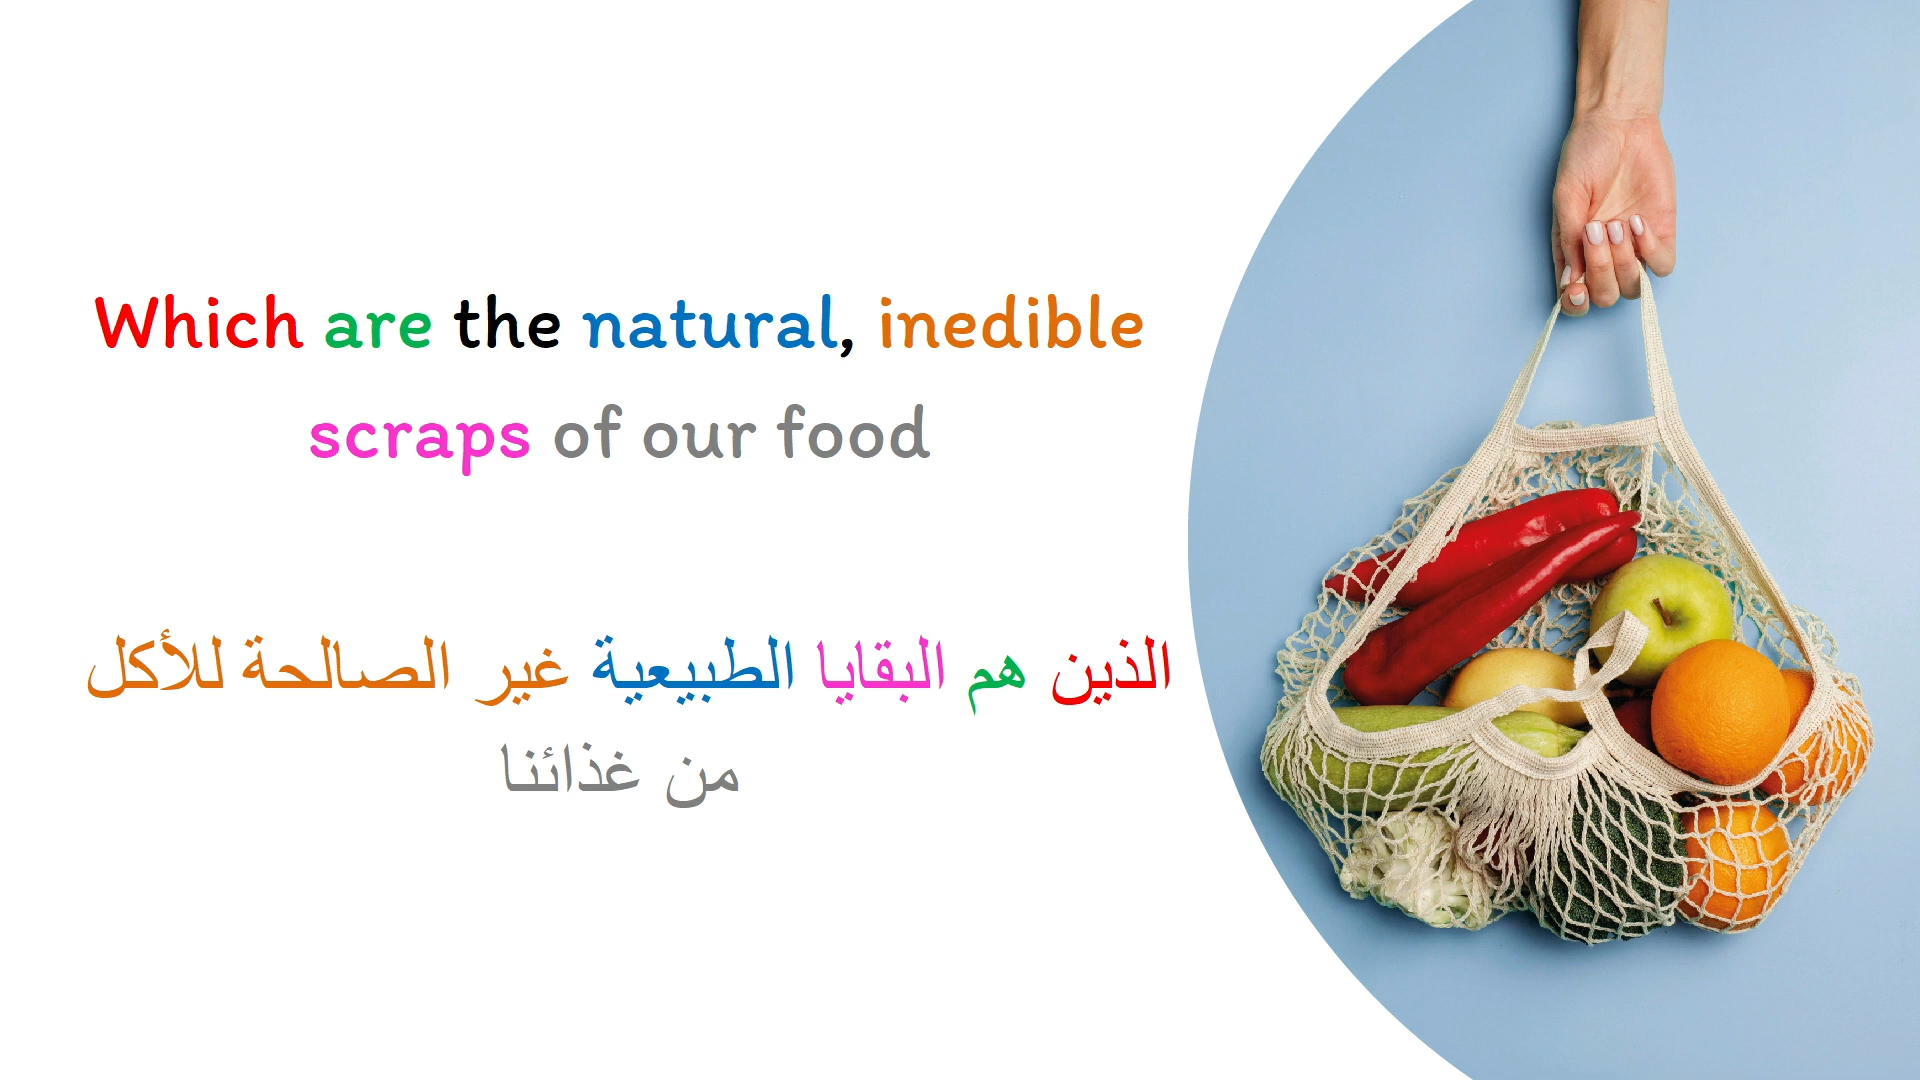 Which are the natural, inedible
scraps of our food
الذين هم البقايا الطبيعية غير الصالحة للأكل
من غذائنا